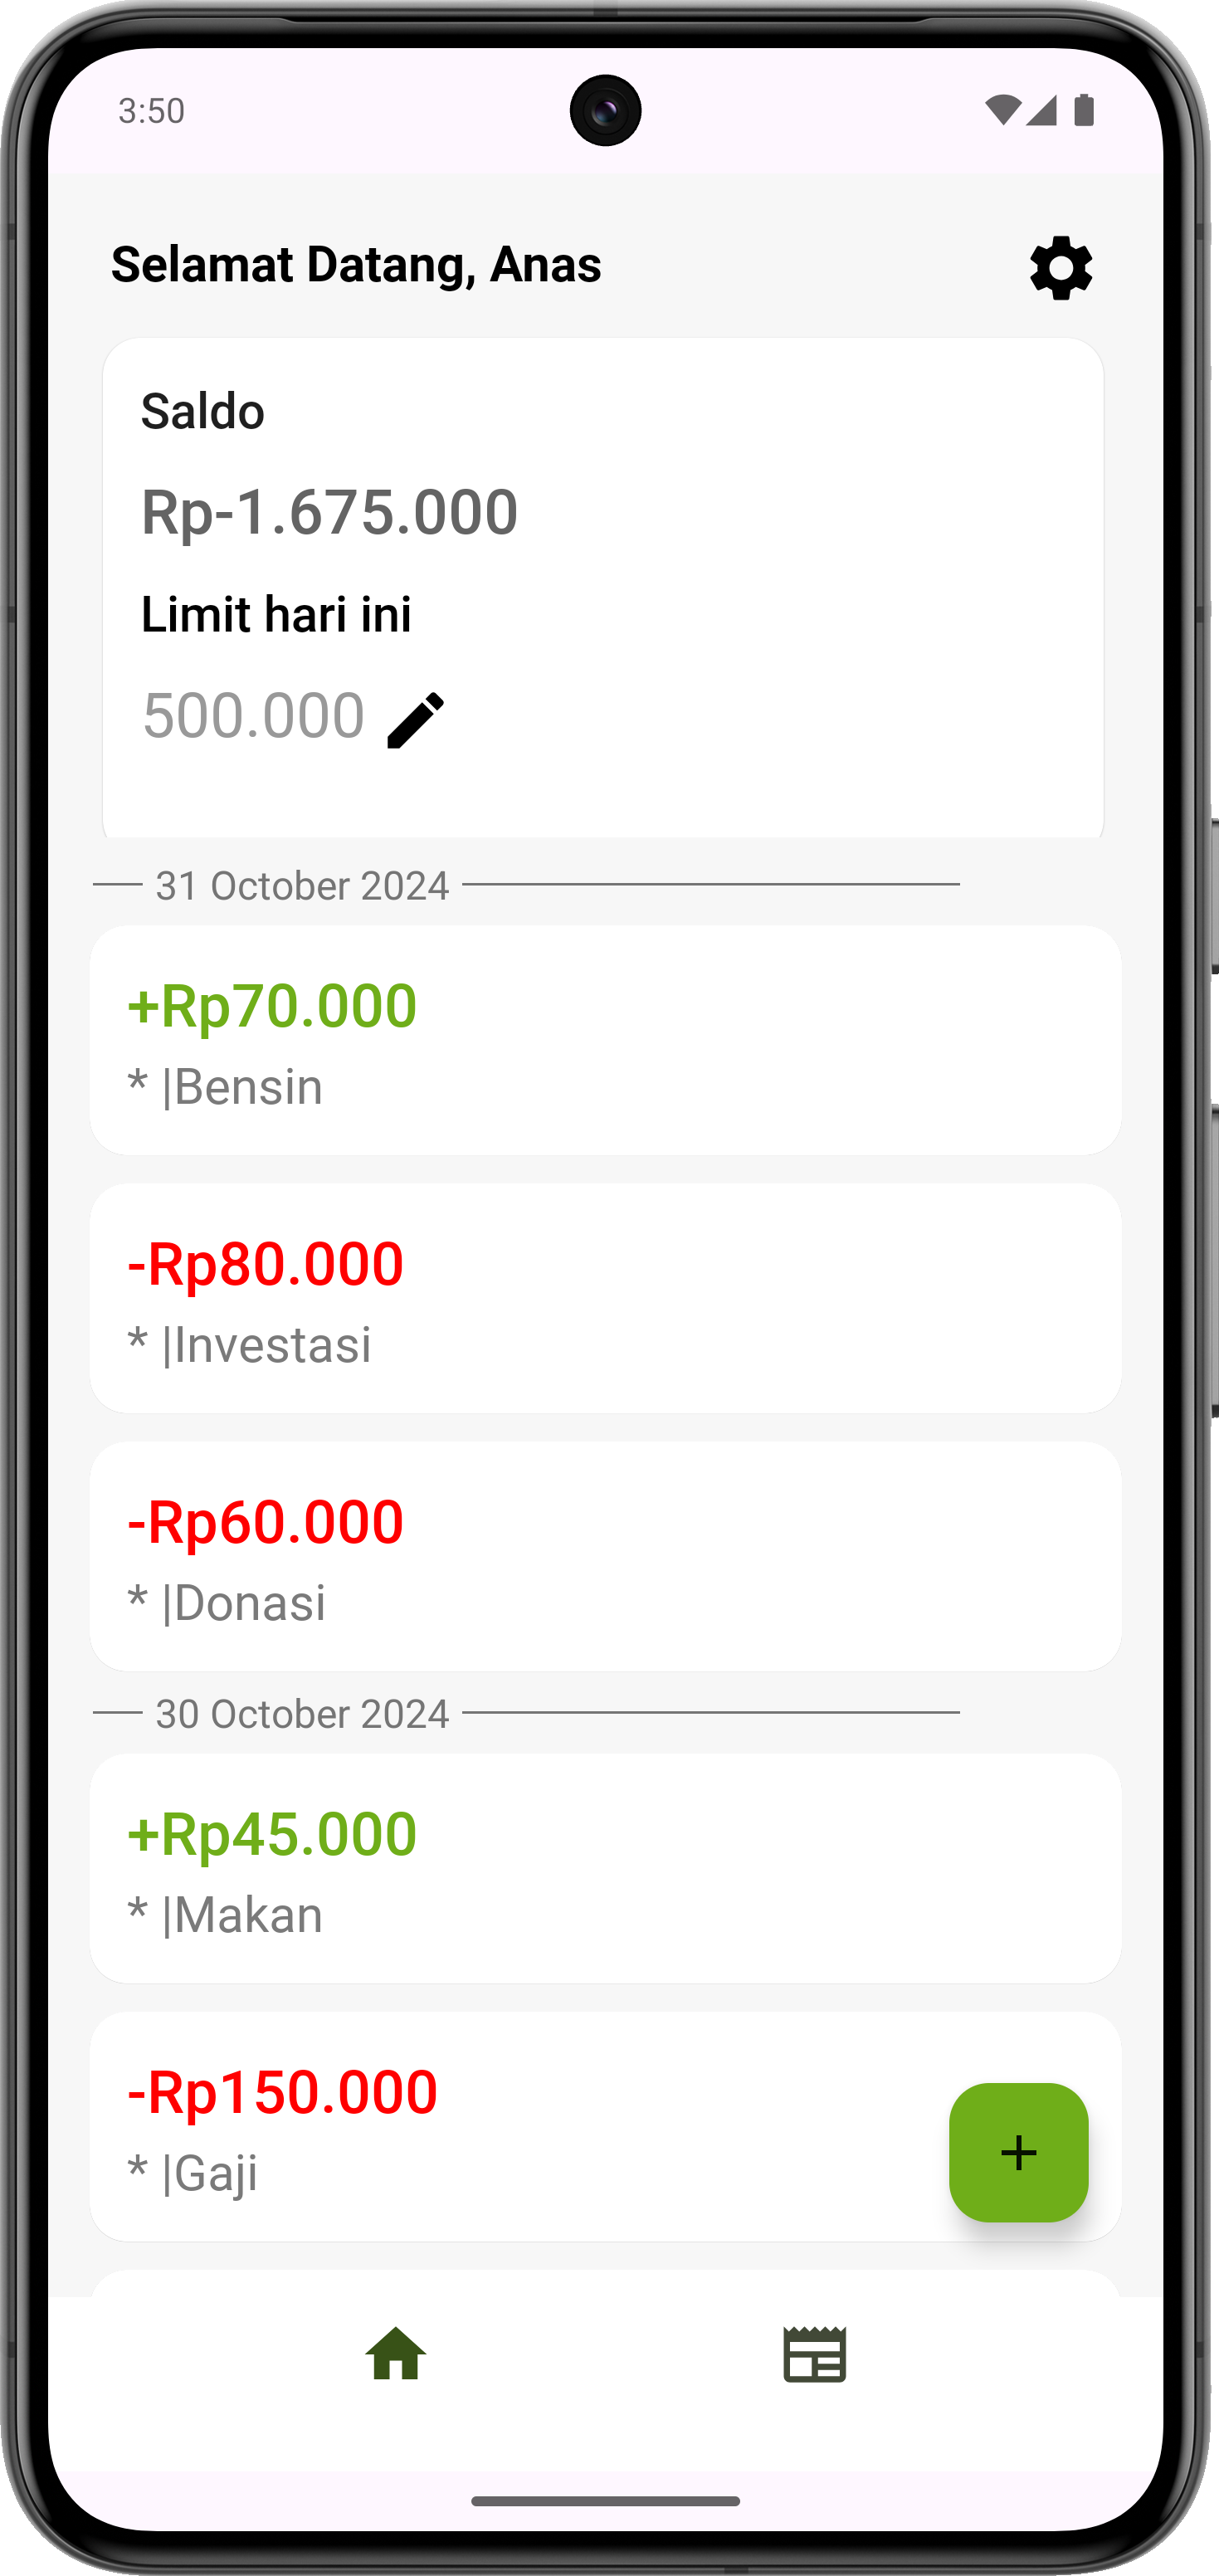 3:50
Selamat Datang, Anas
Saldo
Rp-1.675.000
Limit hari ini
500.000
31 October 2024
+Rp70.000
* |Bensin
-Rp80.000
* |Investasi
-Rp60.000
* |Donasi
30 October 2024
+Rp45.000
* |Makan
-Rp150.000
* |Gaji
+